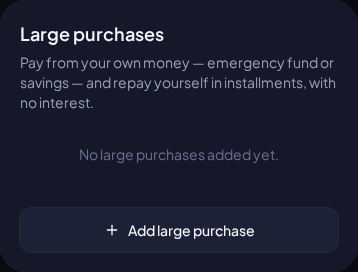 Large purchases
Pay from your own money — emergency fund or
savings — and repay yourself in installments, with
no interest.
No large purchases added yet.
+ Add large purchase